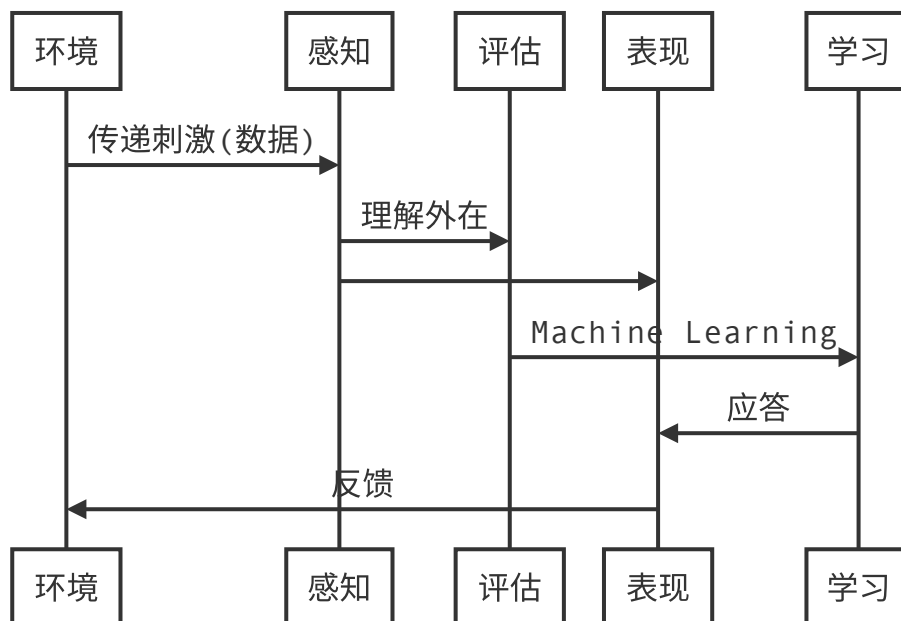 环境 感知 评估 表现 学习
传递刺激(数据)
理解外在
Machine Learning
应答
反馈
环境 感知 评估 表现 学习